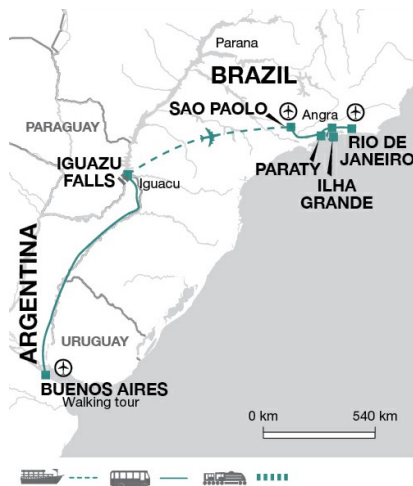 Parana
BRAZIL
SAO PAOLO
Angra
PARAGUAY
RIO DE
JANEIRO
IGUAZU
FALLS
Iguacu
PARATY
ILHA
GRANDE
ARGENTINA
URUGUAY
BUENOS AIRES
Walking tour
0 km
540 km